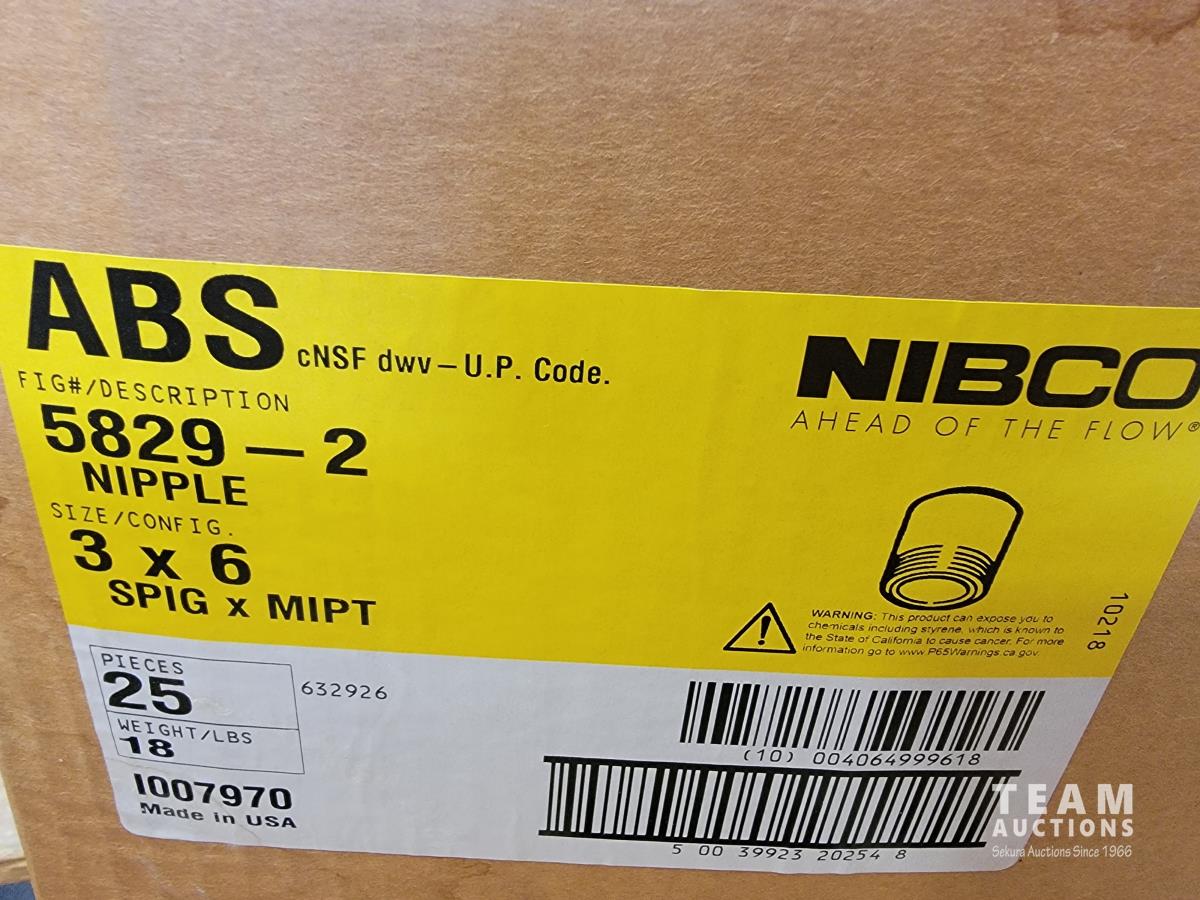 ABS cNSF dwv – U.P. Code.
FIG#/DESCRIPTION
5829 – 2
NIPPLE
SIZE/CONFIG.
3 x 6
SPIG x MIPT
NIBCO
AHEAD OF THE FLOW®
WARNING: This product can expose you to
chemicals including styrene, which is known to
the State of California to cause cancer. For more
information go to www.P65Warnings.ca.gov.
10218
PIECES
25
632926
WEIGHT/LBS
18
I007970
Made in USA
(10) 004064999618
5 00 39923 20254 8
TEAM
AUCTIONS
Sekura Auctions Since 1966